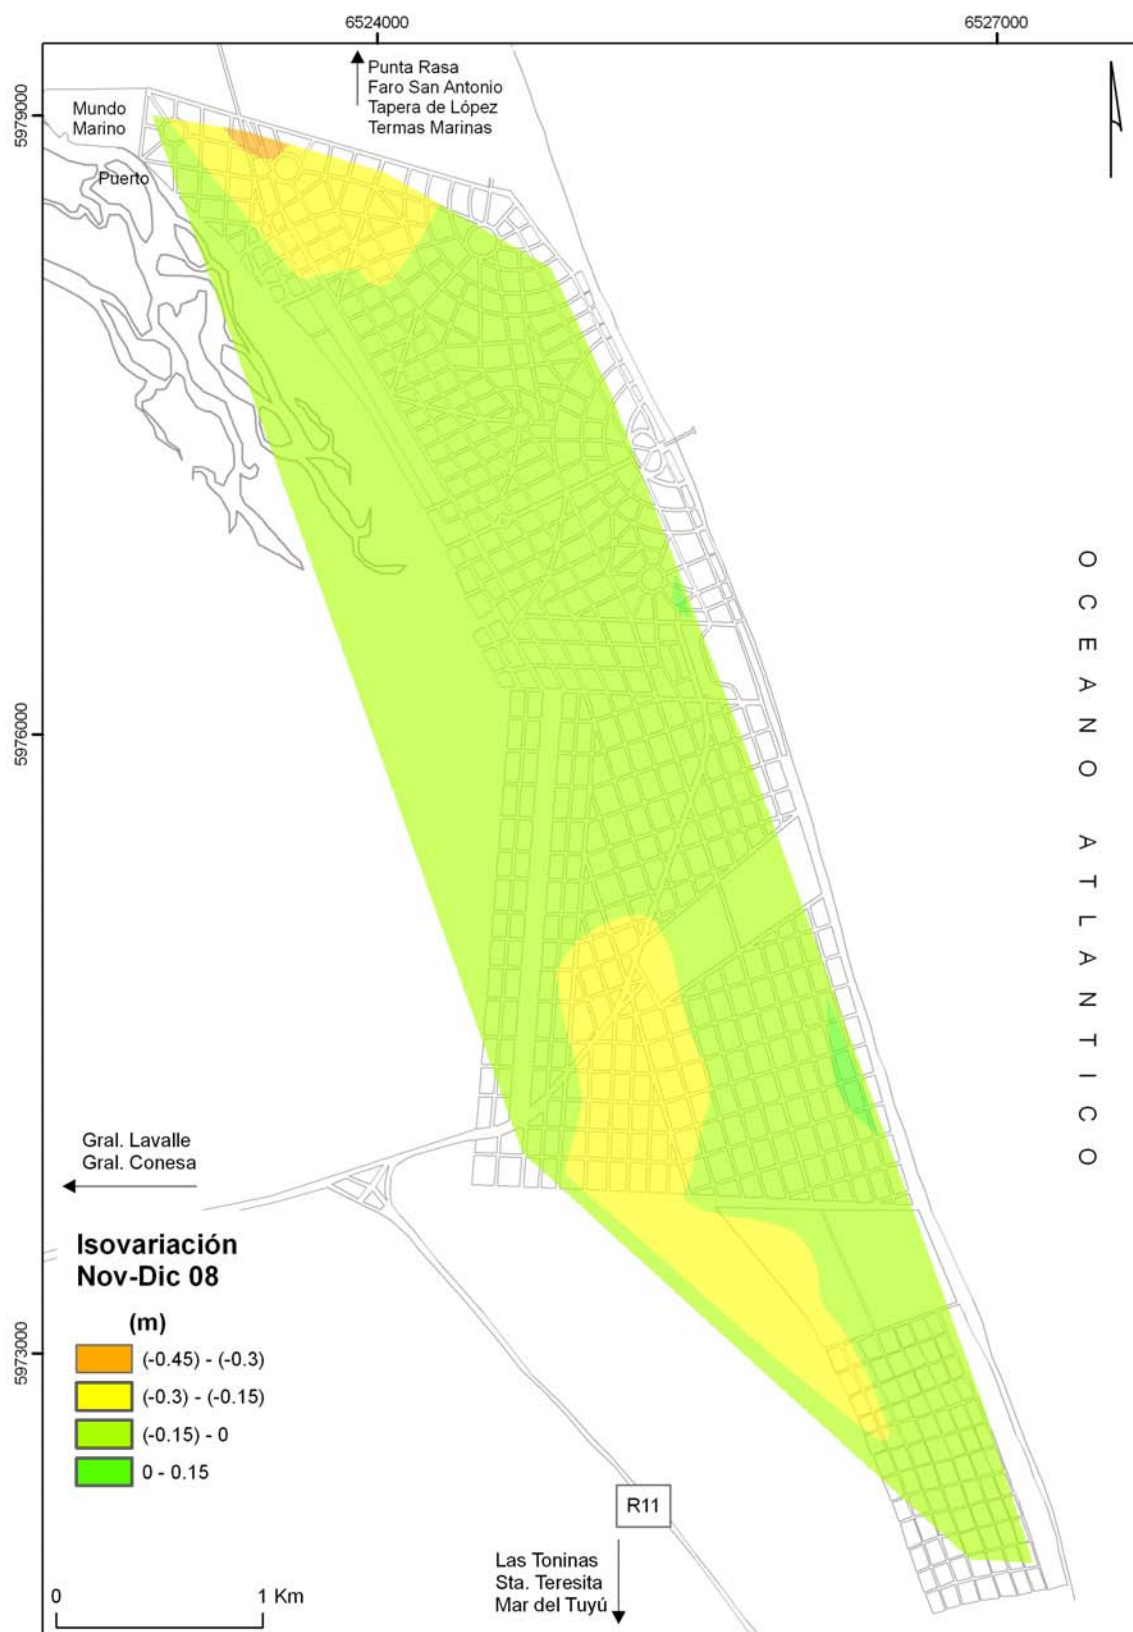 6524000
6527000
Punta Rasa
Faro San Antonio
Tapera de López
Termas Marinas
Mundo
Marino
5979000
Puerto
OCEANO ATLANTICO
5976000
Gral. Lavalle
Gral. Conesa
Isovariación
Nov-Dic 08
(m)
(-0.45) - (-0.3)
(-0.3) - (-0.15)
(-0.15) - 0
0 - 0.15
5973000
R11
Las Toninas
Sta. Teresita
Mar del Tuyú
0 1 Km